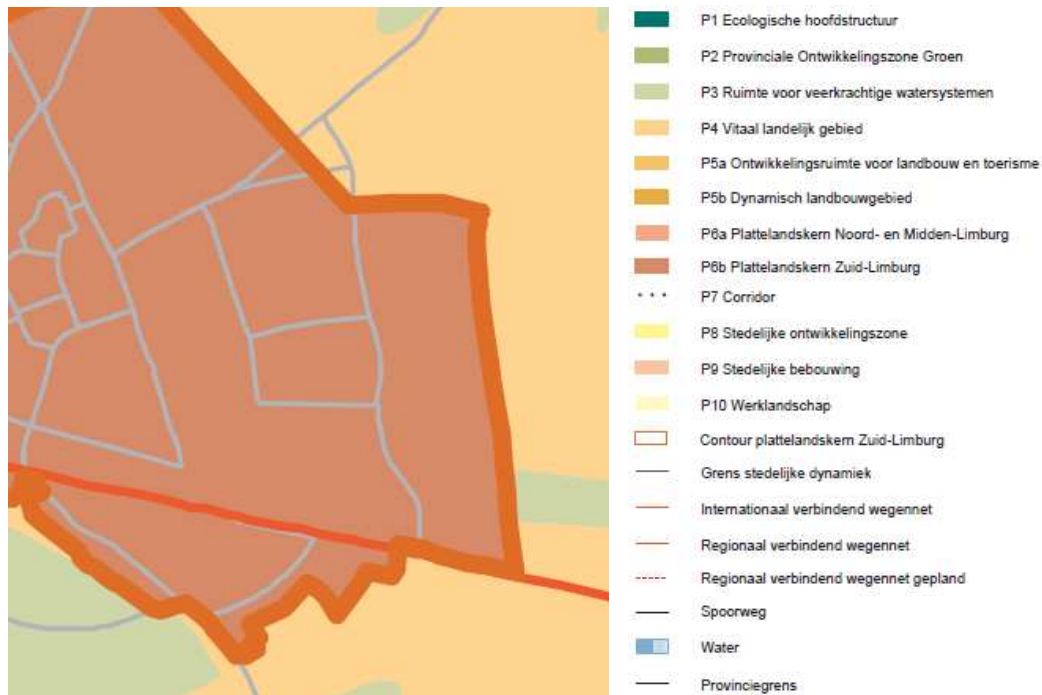 P1 Ecologische hoofdstructuur
P2 Provinciale Ontwikkelingszone Groen
P3 Ruimte voor veerkrachtige watersystemen
P4 Vitaal landelijk gebied
P5a Ontwikkelingsruimte voor landbouw en toerisme
P5b Dynamisch landbouwgebied
P6a Plattelandskern Noord- en Midden-Limburg
P6b Plattelandskern Zuid-Limburg
P7 Corridor
P8 Stedelijke ontwikkelingszone
P9 Stedelijke bebouwing
P10 Werklandschap
Contour plattelandskern Zuid-Limburg
Grens stedelijke dynamiek
Internationaal verbindend wegennet
Regionaal verbindend wegennet
Regionaal verbindend wegennet gepland
Spoorweg
Water
Provinciegrens